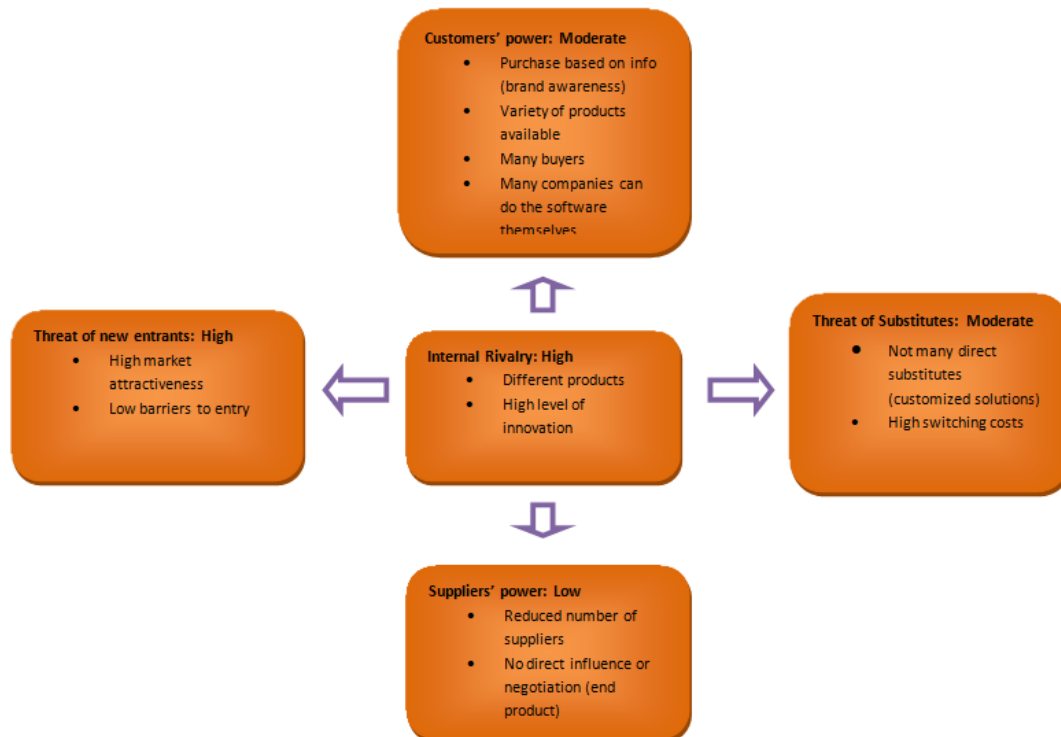 Customers' power: Moderate
• Purchase based on info
(brand awareness)
• Variety of products
available
• Many buyers
• Many companies can
do the software
themselves
Threat of new entrants: High
• High market
attractiveness
• Low barriers to entry
Internal Rivalry: High
• Different products
• High level of
innovation
Threat of Substitutes: Moderate
• Not many direct
substitutes
(customized solutions)
• High switching costs
Suppliers' power: Low
• Reduced number of
suppliers
• No direct influence or
negotiation (end
product)